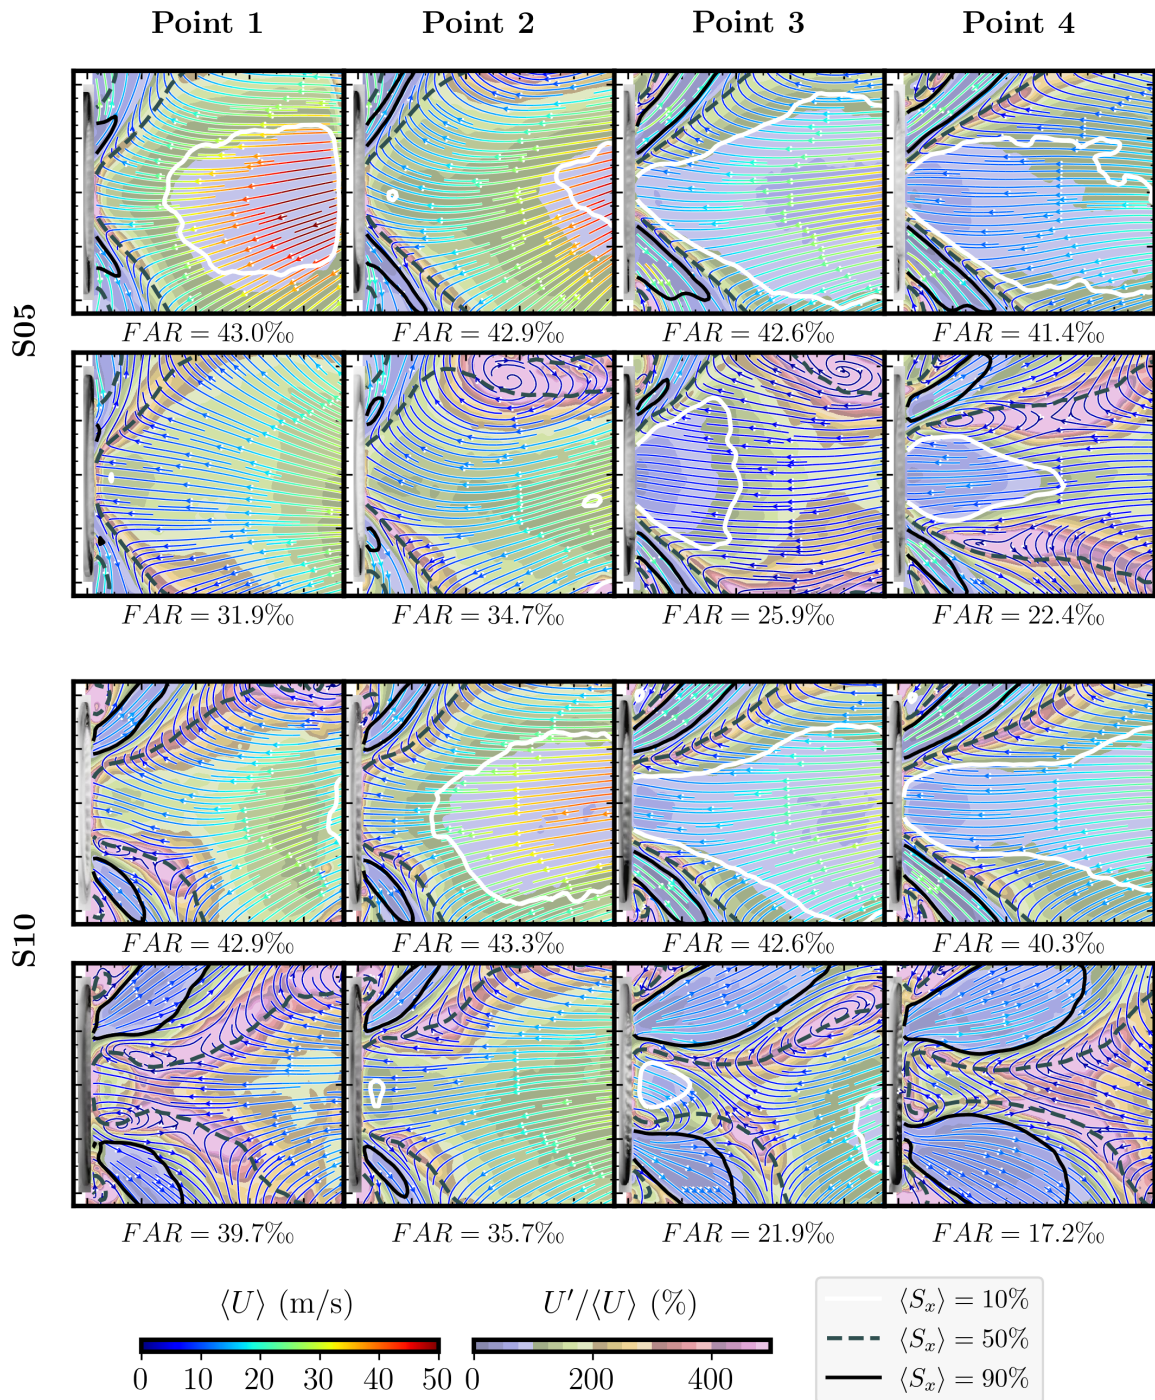 Point 1 Point 2 Point 3 Point 4
S05
FAR = 43.0‰ FAR = 42.9‰ FAR = 42.6‰ FAR = 41.4‰
FAR = 31.9‰ FAR = 34.7‰ FAR = 25.9‰ FAR = 22.4‰
S10
FAR = 42.9‰ FAR = 43.3‰ FAR = 42.6‰ FAR = 40.3‰
FAR = 39.7‰ FAR = 35.7‰ FAR = 21.9‰ FAR = 17.2‰
⟨U⟩ (m/s) U′/⟨U⟩ (%)
0 10 20 30 40 50 0 200 400
⟨Sₓ⟩ = 10%
⟨Sₓ⟩ = 50%
⟨Sₓ⟩ = 90%